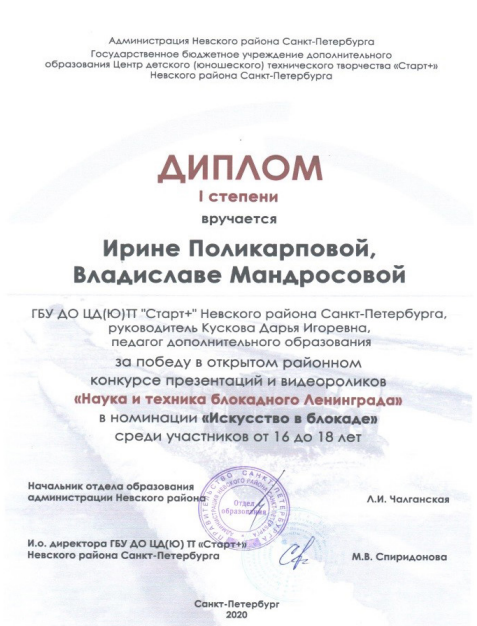 Администрация Невского района Санкт-Петербурга
Государственное бюджетное учреждение дополнительного
образования Центр детского (юношеского) технического творчества «Старт+»
Невского района Санкт-Петербурга
ДИПЛОМ
I степени
вручается
Ирине Поликарповой,
Владиславе Мандросовой
ГБУ ДО ЦД(Ю)ТТ "Старт+" Невского района Санкт-Петербурга,
руководитель Кускова Дарья Игоревна,
педагог дополнительного образования
за победу в открытом районном
конкурсе презентаций и видеороликов
«Наука и техника блокадного Ленинграда»
в номинации «Искусство в блокаде»
среди участников от 16 до 18 лет
Начальник отдела образования
администрации Невского района
Л.И. Чалганская
Отдел
образования
И.о. директора ГБУ ДО ЦД (Ю) ТТ «Старт+»
Невского района Санкт-Петербурга
М.В. Спиридонова
Санкт-Петербург
2020